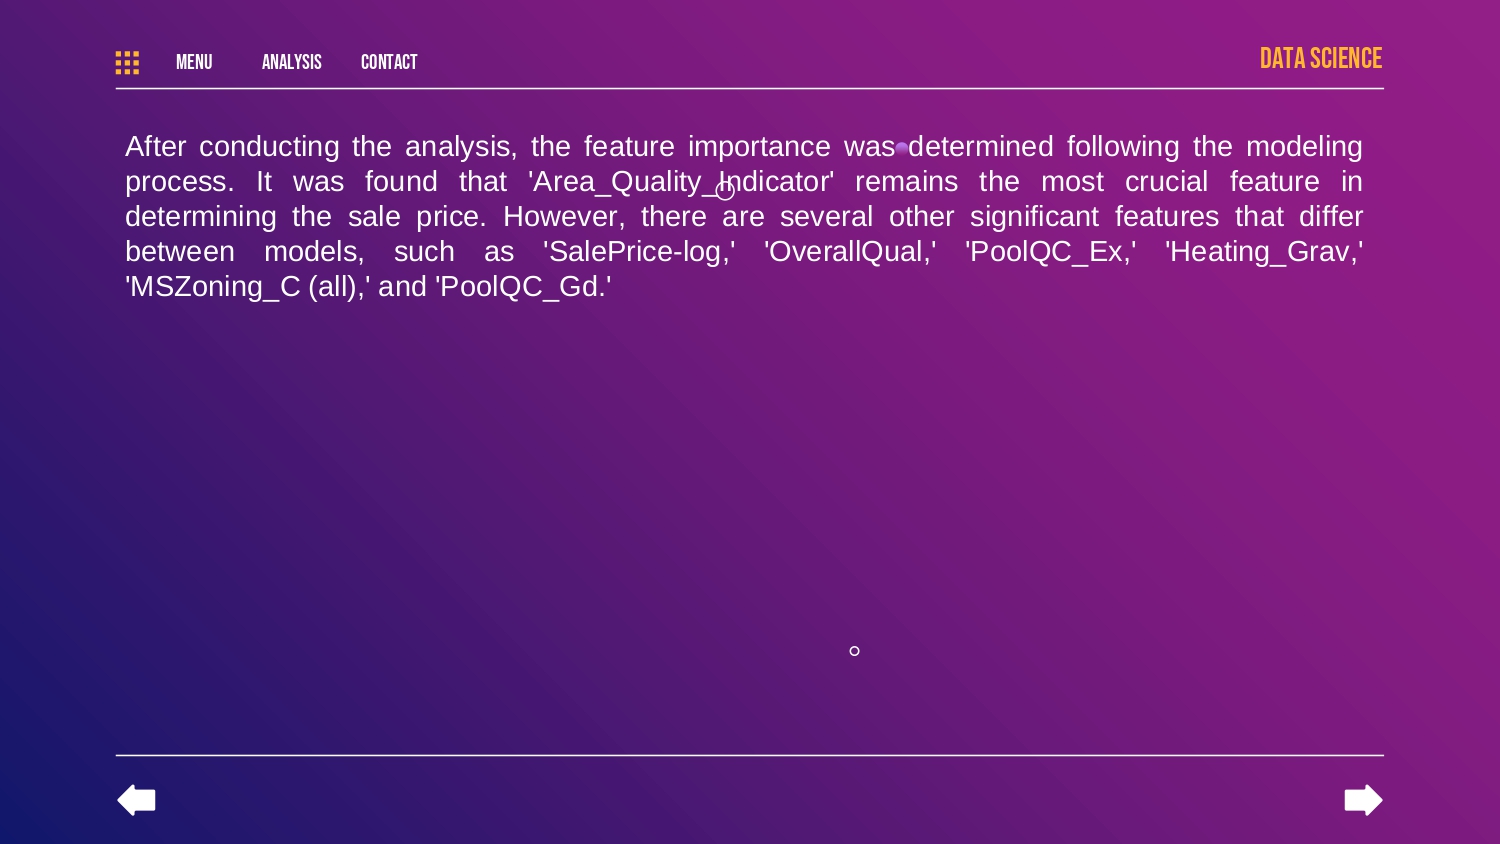 MENU ANALYSIS CONTACT DATA SCIENCE
After conducting the analysis, the feature importance was determined following the modeling
process. It was found that 'Area_Quality_Indicator' remains the most crucial feature in
determining the sale price. However, there are several other significant features that differ
between models, such as 'SalePrice-log,' 'OverallQual,' 'PoolQC_Ex,' 'Heating_Grav,'
'MSZoning_C (all),' and 'PoolQC_Gd.'